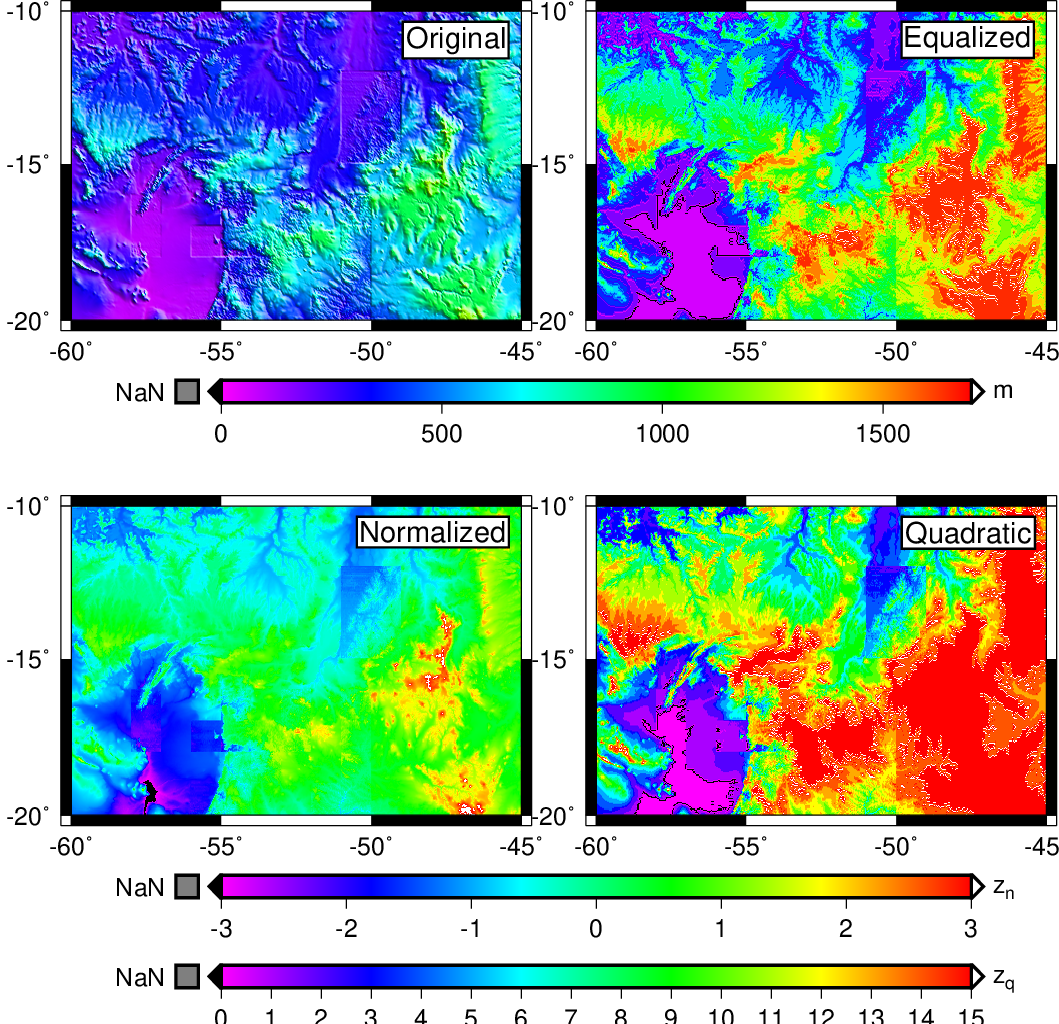 Original
Equalized
-10˚
-15˚
-20˚
-60˚ -55˚ -50˚ -45˚
-10˚
-15˚
-20˚
-60˚ -55˚ -50˚ -45
NaN
m
0 500 1000 1500
Normalized
Quadratic
-10˚
-15˚
-20˚
-60˚ -55˚ -50˚ -45˚
-10˚
-15˚
-20˚
-60˚ -55˚ -50˚ -45
NaN
zn
-3 -2 -1 0 1 2 3
NaN
zq
0 1 2 3 4 5 6 7 8 9 10 11 12 13 14 15